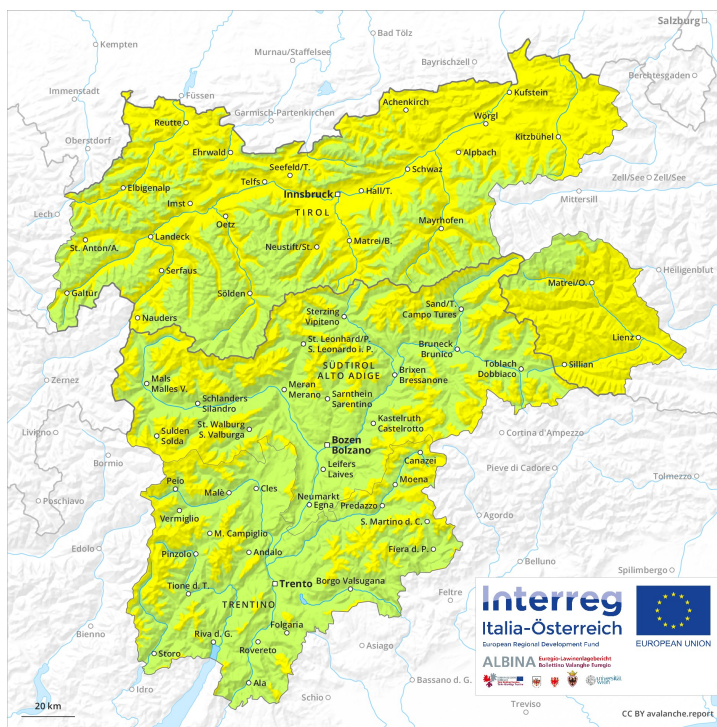 Salzburg
Kempten
Bad Tölz
Murnau/Staffelsee
Bayrischzell
Berchtesgaden
Immenstadt
Füssen
Garmisch-Partenkirchen
Achenkirch
Kufstein
Reutte
Wörgl
Oberstdorf
Ehrwald
Kitzbühel
Seefeld/T.
Alpbach
Telfs
Schwaz
Zell/See
Zell/See
Elbigenalp
Innsbruck
Hall/T.
Mittersill
Lech
Imst
TIROL
Oetz
Mayrhofen
St. Anton/A.
Landeck
Neustift/St.
Matrei/B.
Serfaus
Heiligenblut
Matrei/O.
Galtür
Sölden
Sand/T.
Campo Tures
Nauders
Sterzing
Vipiteno
Lienz
St. Leonhard/P.
S. Leonardo i. P.
Bruneck
Brunico
Toblach
Dobbiaco
Sillian
SÜDTIROL
ALTO ADIGE
Brixen
Bressanone
Zernez
Mals
Malles V.
Meran
Merano
Schlanders
Silandro
Sarnthein
Sarentino
Kastelruth
Castelrotto
Livigno
St. Walburg
S. Valburga
Sulden
Solda
Cortina d'Ampezzo
Bozen
Bolzano
Bormio
Canazei
Pieve di Cadore
Leifers
Laives
Tolmezzo
Poschiavo
Peio
Malè
Cles
Moena
Neumarkt
Egna
Predazzo
Vermiglio
Agordo
S. Martino d. C.
M. Campiglio
Edolo
Pinzolo
Andalo
Fiera d. P.
Belluno
Spilimbergo
Tione d. T.
Trento
Borgo Valsugana
Feltre
TRENTINO
Bienno
Folgaria
Riva d. G.
Rovereto
Asiago
Storo
Idro
Ala
Schio
Bassano d. G.
Treviso
20 km
Interreg
Italia-Österreich
European Regional Development Fund
EUROPEAN UNION
ALBINA
Euregio-Lawinenlagebericht
Bollettino Valanghe Euregio
CC BY avalanche.report